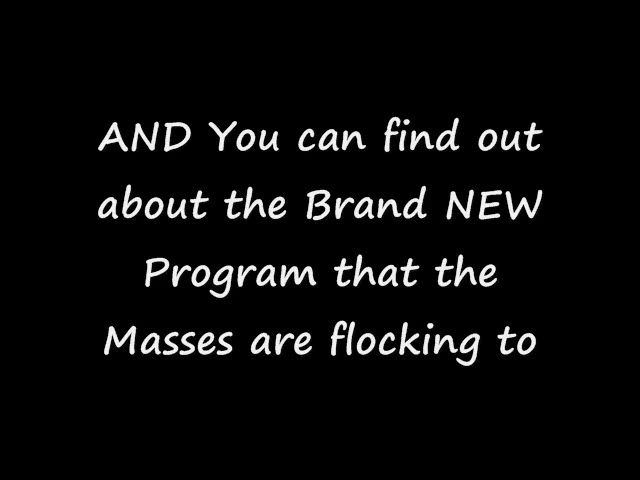 AND You can find out
about the Brand NEW
Program that the
Masses are flocking to